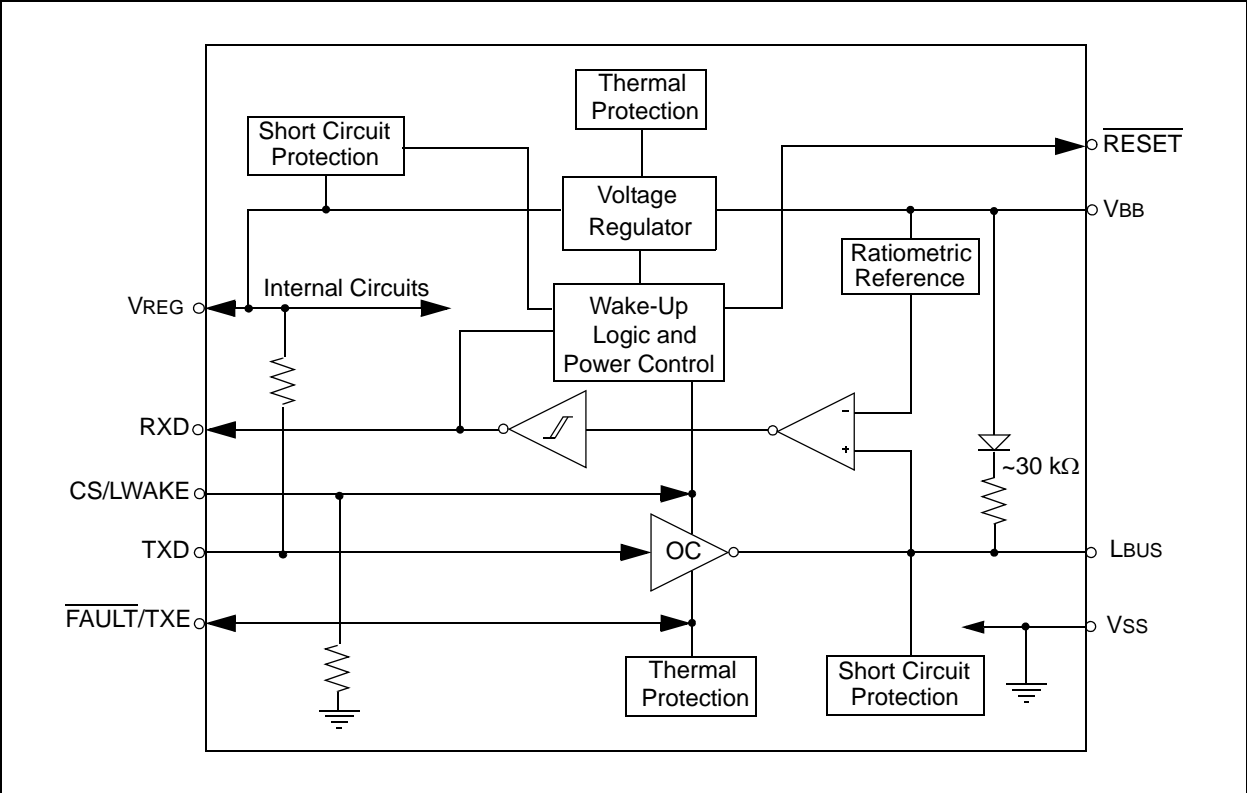 Thermal
Protection
Short Circuit
Protection
RESET
Voltage
Regulator
VBB
Ratiometric
Reference
Internal Circuits
VREG
Wake-Up
Logic and
Power Control
-
RXD
+
~30 kΩ
CS/LWAKE
TXD
OC
LBUS
FAULT/TXE
VSS
Thermal
Protection
Short Circuit
Protection